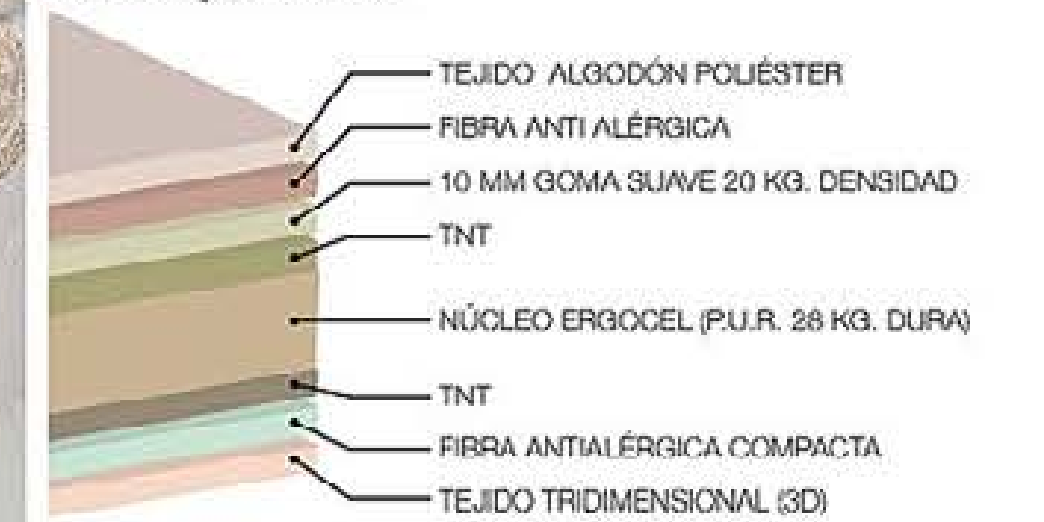 TEJIDO ALGODÓN POLIÉSTER
FIBRA ANTI ALÉRGICA
10 MM GOMA SUAVE 20 KG. DENSIDAD
TNT
NÚCLEO ERGOCEL (P.U.R. 28 KG. DURA)
TNT
FIBRA ANTIALÉRGICA COMPACTA
TEJIDO TRIDIMENSIONAL (3D)